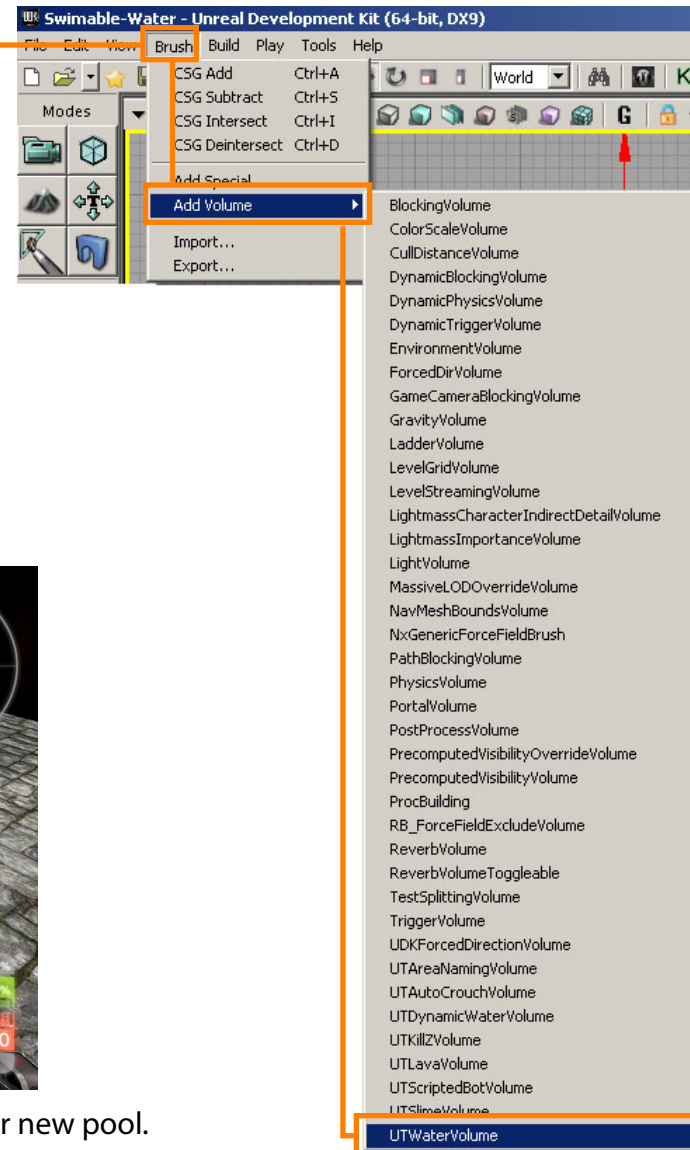 Swimable-Water - Unreal Development Kit (64-bit, DX9)
File Edit View Brush Build Play Tools Help
World
Modes
G
CSG Add Ctrl+A
CSG Subtract Ctrl+S
CSG Intersect Ctrl+I
CSG Deintersect Ctrl+D
Add Special
Add Volume
Import...
Export...
BlockingVolume
ColorScaleVolume
CullDistanceVolume
DynamicBlockingVolume
DynamicPhysicsVolume
DynamicTriggerVolume
EnvironmentVolume
ForcedDirVolume
GameCameraBlockingVolume
GravityVolume
LadderVolume
LevelGridVolume
LevelStreamingVolume
LightmassCharacterIndirectDetailVolume
LightmassImportanceVolume
LightVolume
MassiveLODOverrideVolume
NavMeshBoundsVolume
NxGenericForceFieldBrush
PathBlockingVolume
PhysicsVolume
PortalVolume
PostProcessVolume
PrecomputedVisibilityOverrideVolume
PrecomputedVisibilityVolume
ProcBuilding
RB_ForceFieldExcludeVolume
ReverbVolume
ReverbVolumeToggleable
TestSplittingVolume
TriggerVolume
UDKForcedDirectionVolume
UTAreaNamingVolume
UTAutoCrouchVolume
UTDynamicWaterVolume
UTKillZVolume
UTLavaVolume
UTScriptedBotVolume
UTSlimeVolume
UTWaterVolume
%
%
0
r new pool.